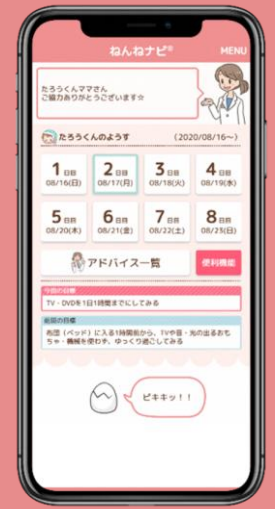 ねんねナビ®
MENU
たろうくんママさん
ご協力ありがとうございます☆
たろうくんのようす （2020/08/16～）
1日目 2日目 3日目 4日目
08/16(日) 08/17(月) 08/18(火) 08/19(水)
5日目 6日目 7日目 8日目
08/20(木) 08/21(金) 08/22(土) 08/23(日)
アドバイス一覧 便利機能
今回の目標
TV・DVDを1日1時間までにしてみる
前回の目標
布団（ベッド）に入る1時間前から、TVや音・光の出るおも
ちゃ・機械を使わず、ゆっくり過ごしてみる
ピキキッ！！